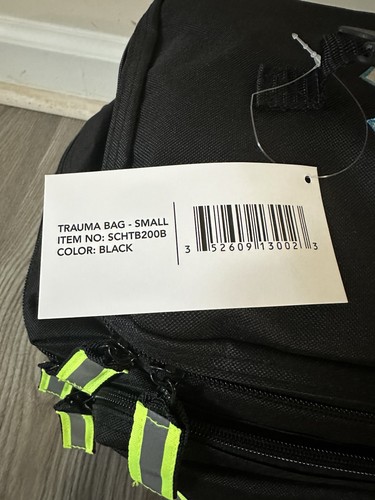 TRAUMA BAG - SMALL
ITEM NO: SCHTB200B
COLOR: BLACK
3 52609 13002 3